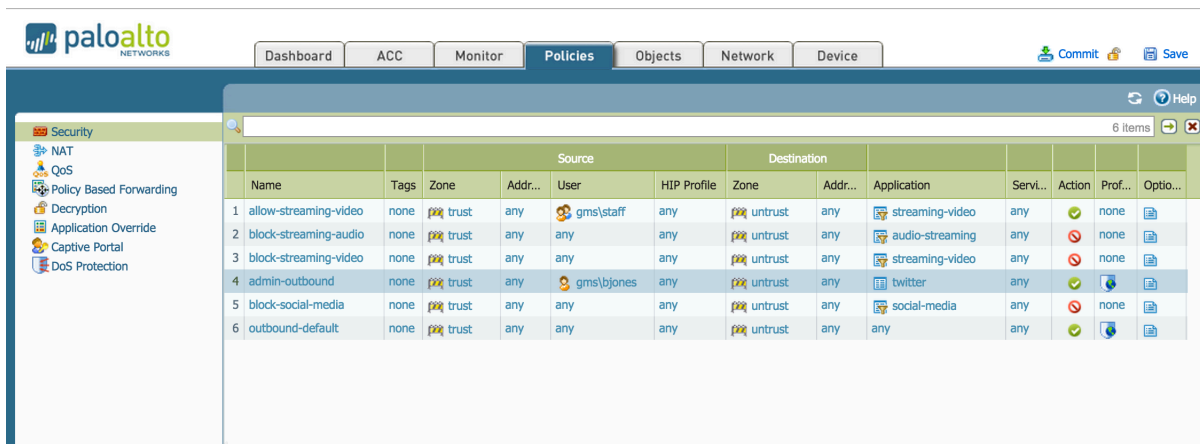 paloalto
NETWORKS
Dashboard ACC Monitor Policies Objects Network Device Commit Save
Help
6 items
Security
NAT
QoS
Policy Based Forwarding
Decryption
Application Override
Captive Portal
DoS Protection
Source Destination
Name Tags Zone Addr... User HIP Profile Zone Addr... Application Servi... Action Prof... Optio...
1 allow-streaming-video none trust any gms\staff any untrust any streaming-video any none
2 block-streaming-audio none trust any any any untrust any audio-streaming any none
3 block-streaming-video none trust any any any untrust any streaming-video any none
4 admin-outbound none trust any gms\bjones any untrust any twitter any
5 block-social-media none trust any any any untrust any social-media any none
6 outbound-default none trust any any any untrust any any any